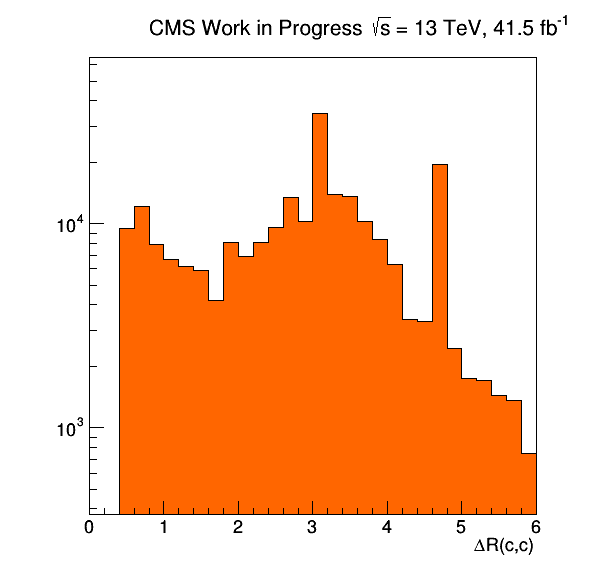 CMS Work in Progress √s = 13 TeV, 41.5 fb⁻¹
10⁴
10³
0 1 2 3 4 5 6
ΔR(c,c)